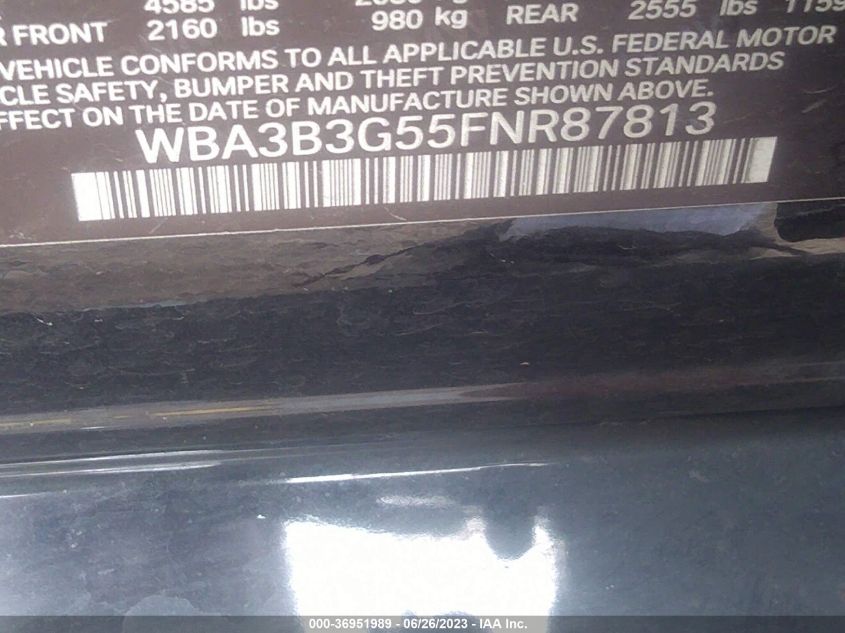 4585 lbs
R FRONT 2160 lbs 980 kg REAR 2555 lbs 1159
VEHICLE CONFORMS TO ALL APPLICABLE U.S. FEDERAL MOTOR
CLE SAFETY, BUMPER AND THEFT PREVENTION STANDARDS
EFFECT ON THE DATE OF MANUFACTURE SHOWN ABOVE.
WBA3B3G55FNR87813
000-36951989 - 06/26/2023 - IAA Inc.